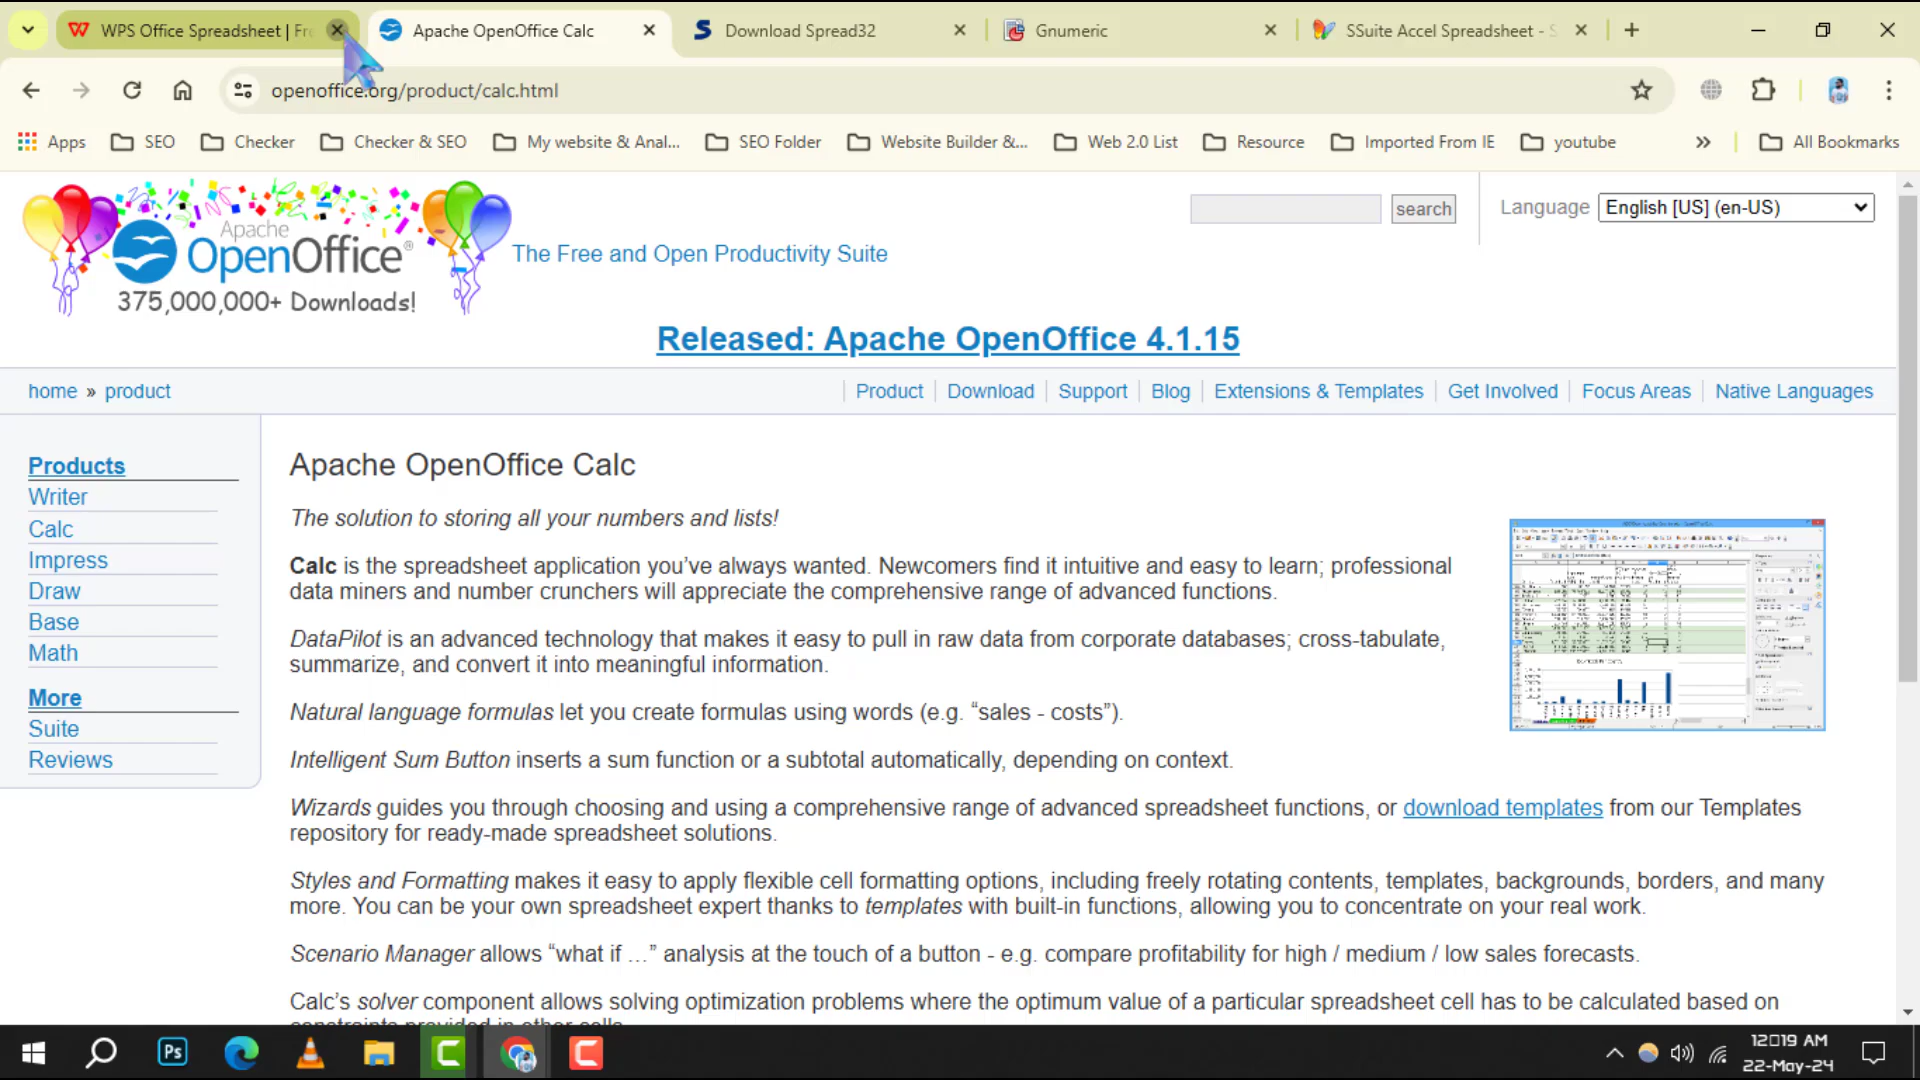 WPS Office Spreadsheet | Fre
Apache OpenOffice Calc
Download Spread32
Gnumeric
SSuite Accel Spreadsheet - S
openoffice.org/product/calc.html
Apps
SEO
Checker
Checker & SEO
My website & Anal...
SEO Folder
Website Builder &...
Web 2.0 List
Resource
Imported From IE
youtube
All Bookmarks
Apache
OpenOffice®
375,000,000+ Downloads!
The Free and Open Productivity Suite
search
Language
English [US] (en-US)
Released: Apache OpenOffice 4.1.15
home » product
Product
Download
Support
Blog
Extensions & Templates
Get Involved
Focus Areas
Native Languages
Products
Writer
Calc
Impress
Draw
Base
Math
More
Suite
Reviews
Apache OpenOffice Calc
The solution to storing all your numbers and lists!
Calc is the spreadsheet application you’ve always wanted. Newcomers find it intuitive and easy to learn; professional
data miners and number crunchers will appreciate the comprehensive range of advanced functions.
DataPilot is an advanced technology that makes it easy to pull in raw data from corporate databases; cross-tabulate,
summarize, and convert it into meaningful information.
Natural language formulas let you create formulas using words (e.g. “sales - costs”).
Intelligent Sum Button inserts a sum function or a subtotal automatically, depending on context.
Wizards guides you through choosing and using a comprehensive range of advanced spreadsheet functions, or download templates from our Templates
repository for ready-made spreadsheet solutions.
Styles and Formatting makes it easy to apply flexible cell formatting options, including freely rotating contents, templates, backgrounds, borders, and many
more. You can be your own spreadsheet expert thanks to templates with built-in functions, allowing you to concentrate on your real work.
Scenario Manager allows “what if …” analysis at the touch of a button - e.g. compare profitability for high / medium / low sales forecasts.
Calc’s solver component allows solving optimization problems where the optimum value of a particular spreadsheet cell has to be calculated based on
constraints provided in other cells.
Ps
12▯19 AM
22-May-24